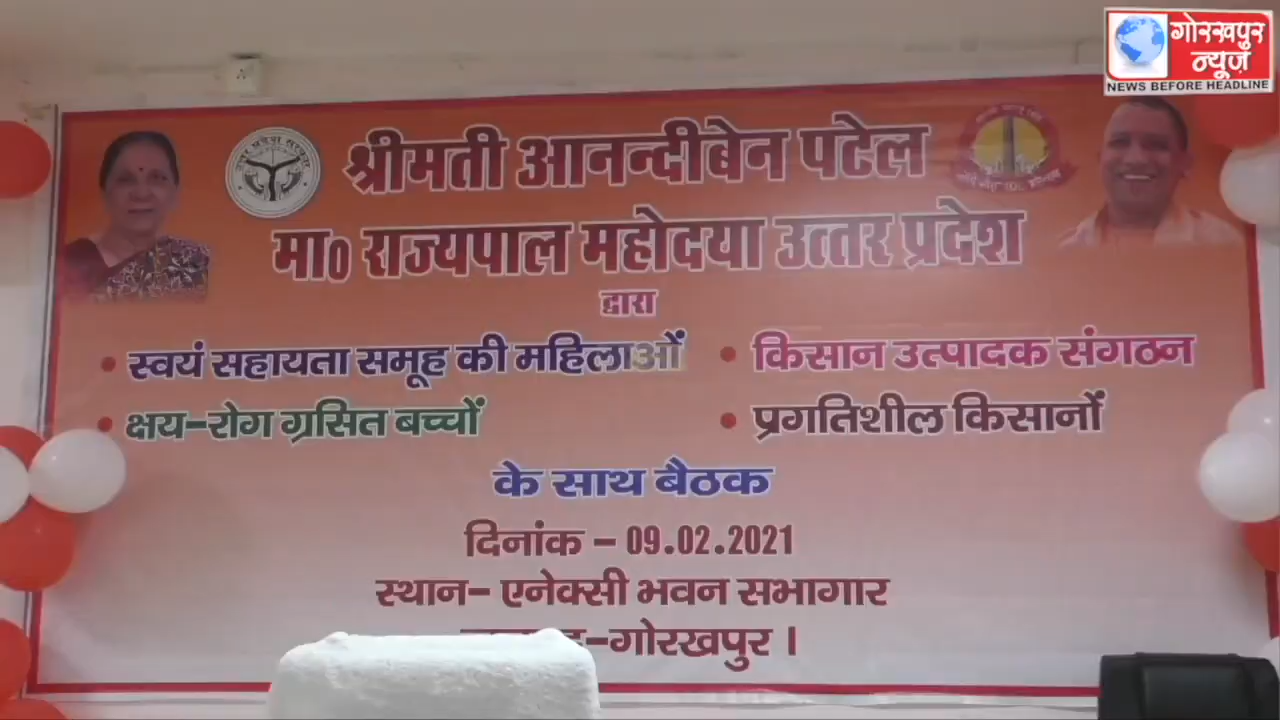 गोरखपुर
न्यूज़
NEWS BEFORE HEADLINE
श्रीमती आनन्दीबेन पटेल
मा0 राज्यपाल महोदया उत्तर प्रदेश
द्वारा
• स्वयं सहायता समूह की महिलाओं • किसान उत्पादक संगठन
• क्षय-रोग ग्रसित बच्चों • प्रगतिशील किसानों
के साथ बैठक
दिनांक - 09.02.2021
स्थान- एनेक्सी भवन सभागार
-गोरखपुर ।